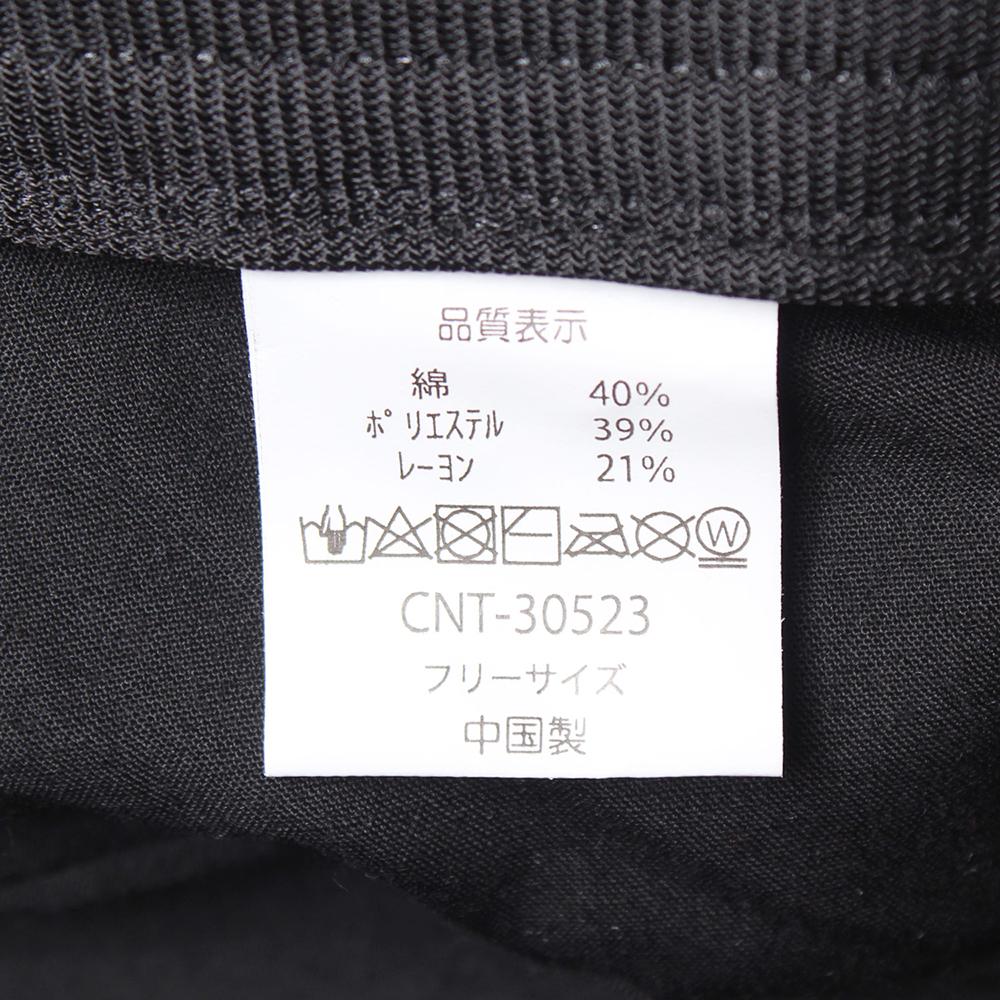 品質表示
綿 40%
ポリエステル 39%
レーヨン 21%
W
CNT-30523
フリーサイズ
中国製